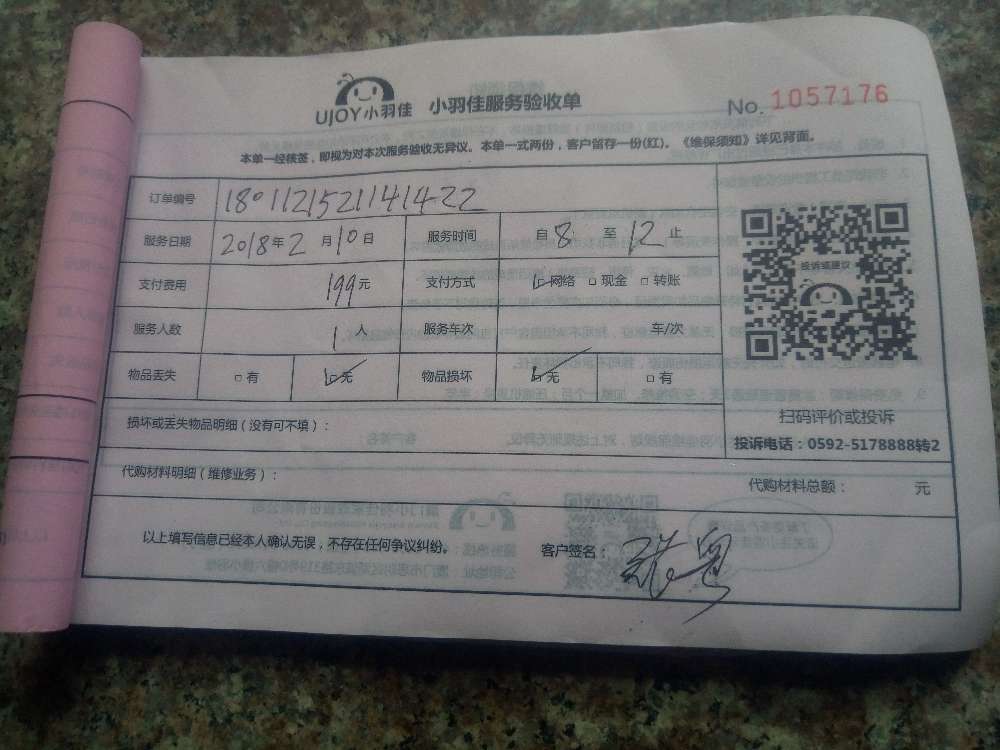 UJOY小羽佳 小羽佳服务验收单 No. 1057176
本单一经续签，即视为对本次服务验收无异议。本单一式两份，客户留存一份(红)。《维保须知》详见背面。
订单编号 1801121521141422
服务日期 2018年2月10日 服务时间 自8至12止
支付费用 199元 支付方式 网络 □现金 □转账
服务人数 1人 服务车次 车/次
物品丢失 □有 无 物品损坏 无 □有
投诉或建议
扫码评价或投诉
投诉电话：0592-5178888转2
损坏或丢失物品明细（没有可不填）：
代购材料明细（维修业务）： 代购材料总额： 元
以上填写信息已经本人确认无误，不存在任何争议纠纷。 客户签名：